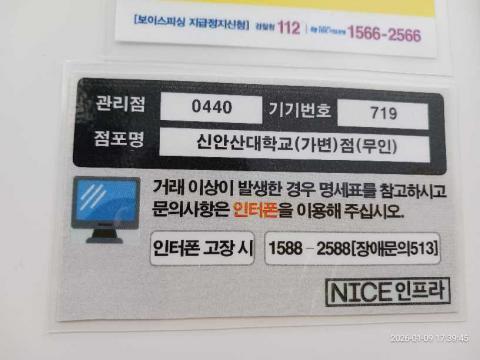 [보이스피싱 지급정지신청] 경찰청 112 | 1566-2566
관리점 0440 기기번호 719
점포명 신안산대학교(가변)점(무인)
거래 이상이 발생한 경우 명세표를 참고하시고
문의사항은 인터폰을 이용해 주십시오.
인터폰 고장 시 1588-2588[장애문의513]
NICE인프라
2026-01-09 17:39:45